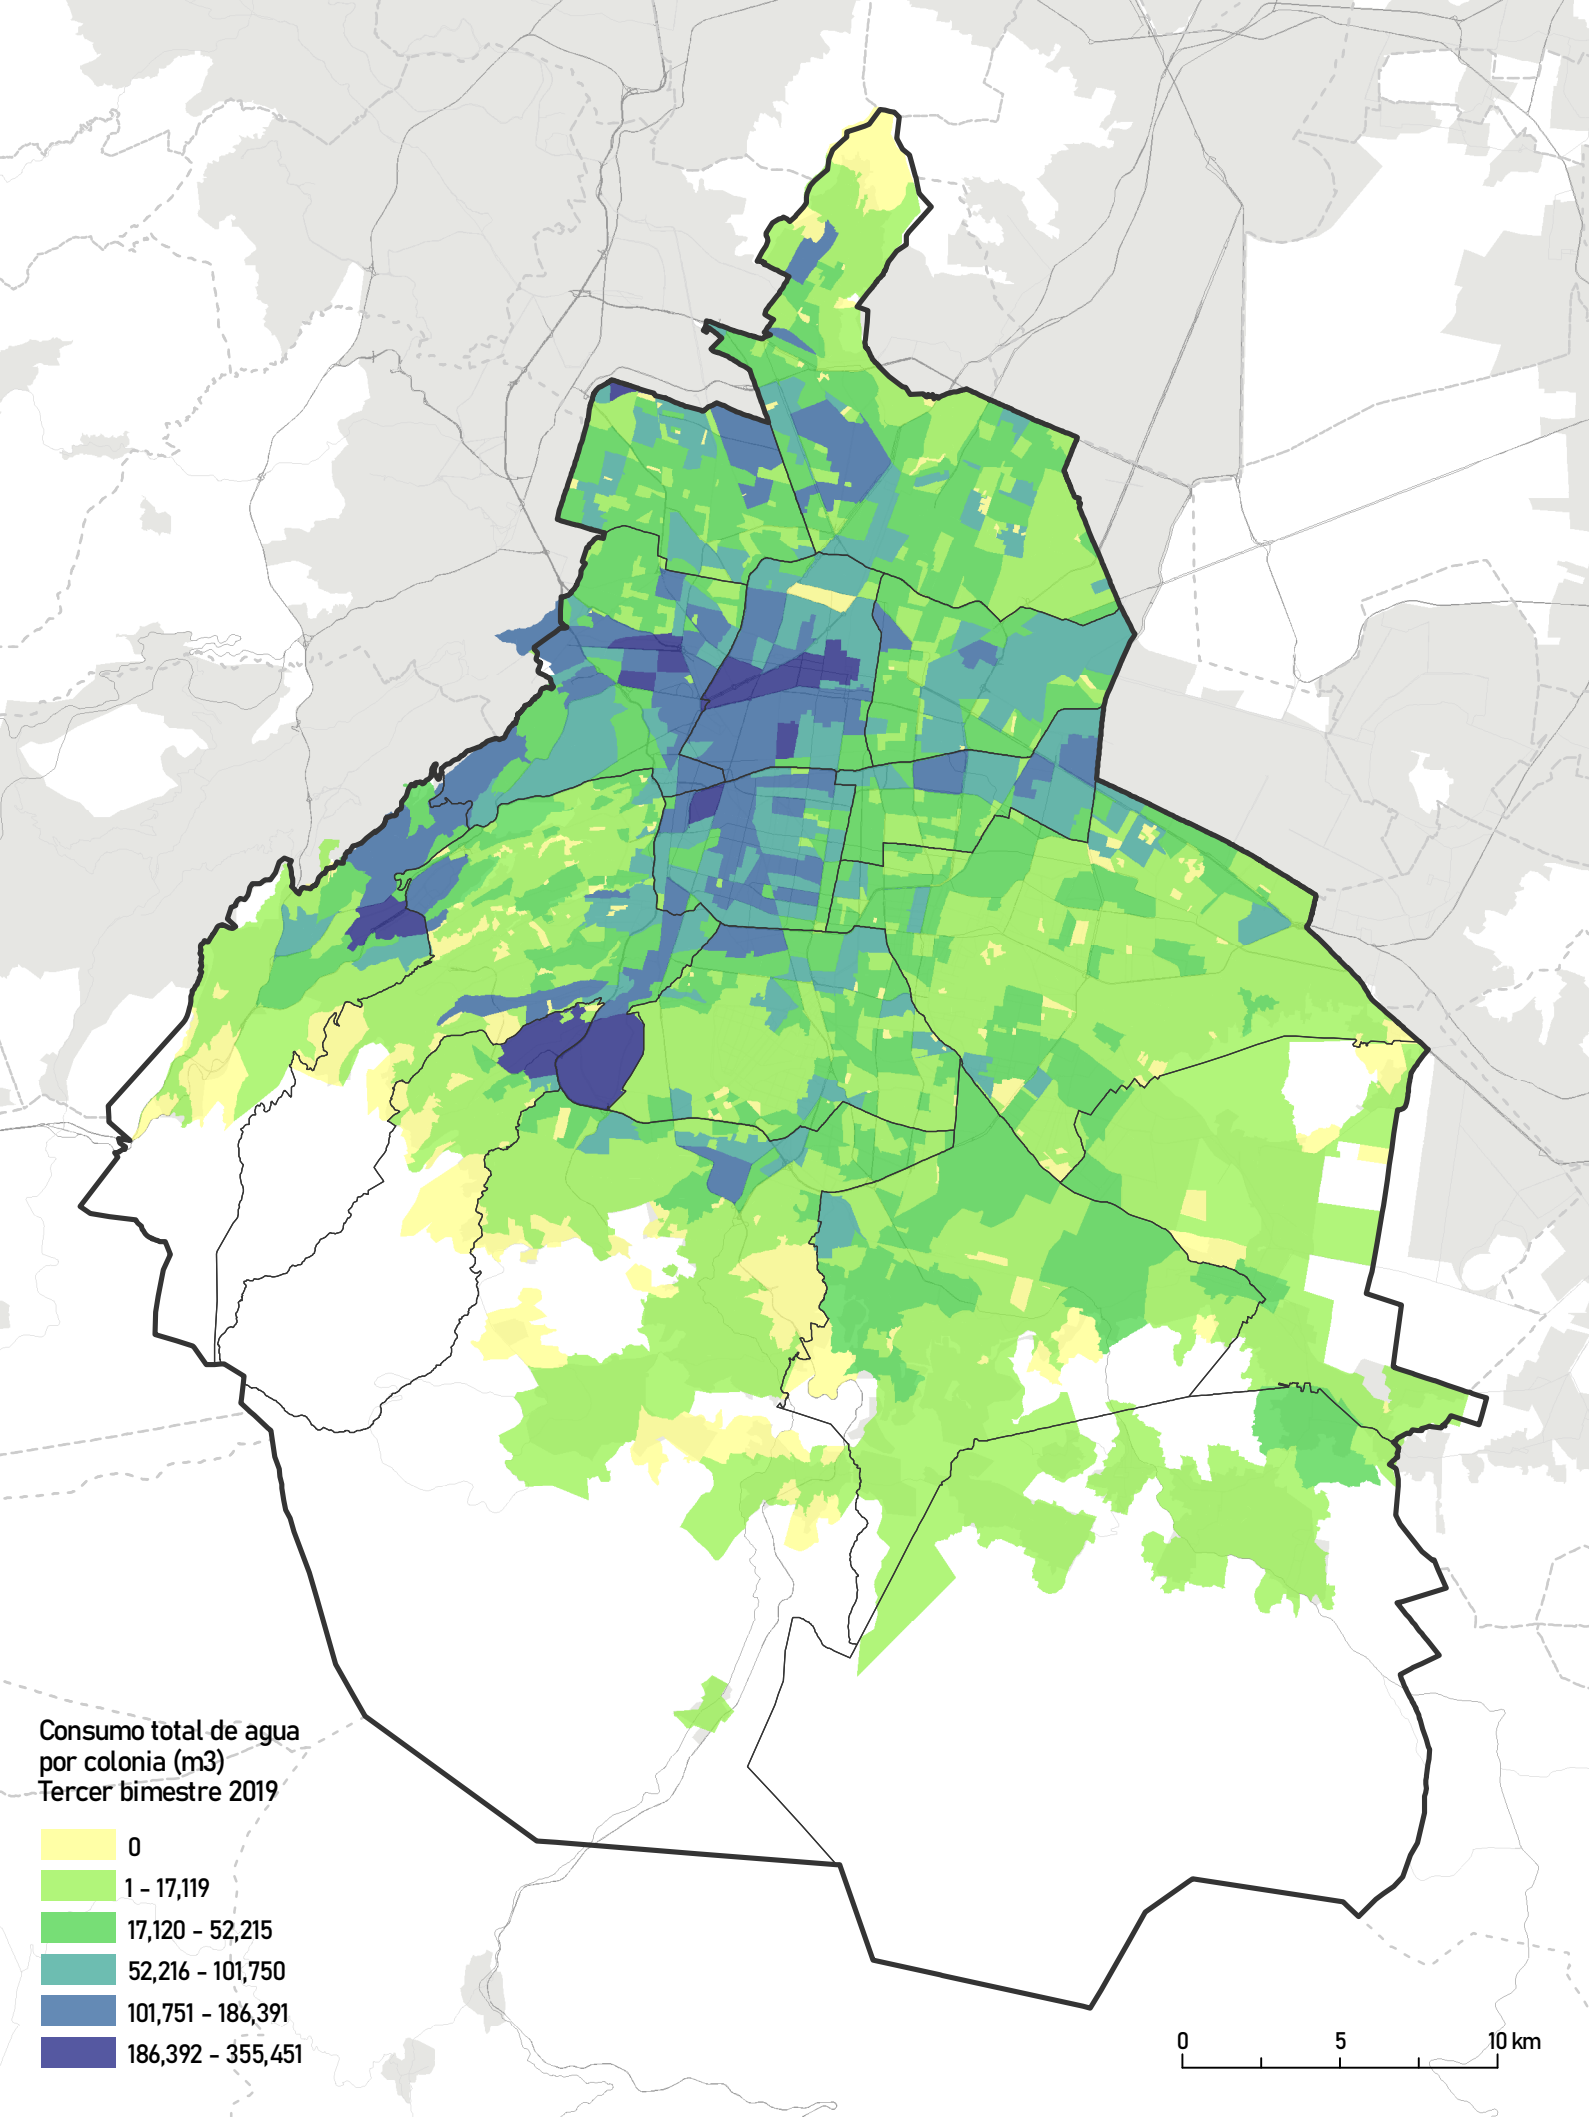 Consumo total de agua
por colonia (m3)
Tercer bimestre 2019
0
1 - 17,119
17,120 - 52,215
52,216 - 101,750
101,751 - 186,391
186,392 - 355,451
0 5 10 km